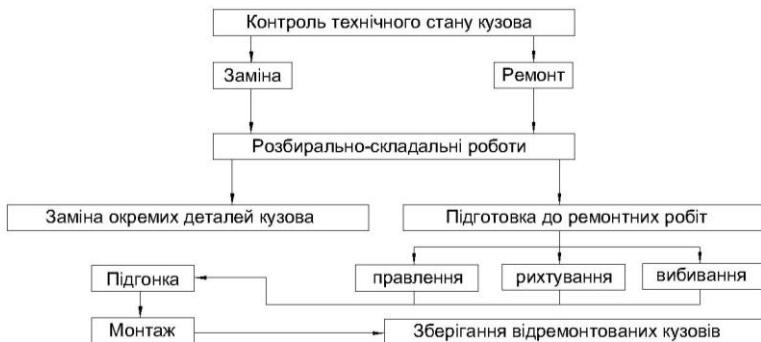 Контроль технічного стану кузова
Заміна
Ремонт
Розбирально-складальні роботи
Заміна окремих деталей кузова
Підготовка до ремонтних робіт
Підгонка
правлення
рихтування
вибивання
Монтаж
Зберігання відремонтованих кузовів